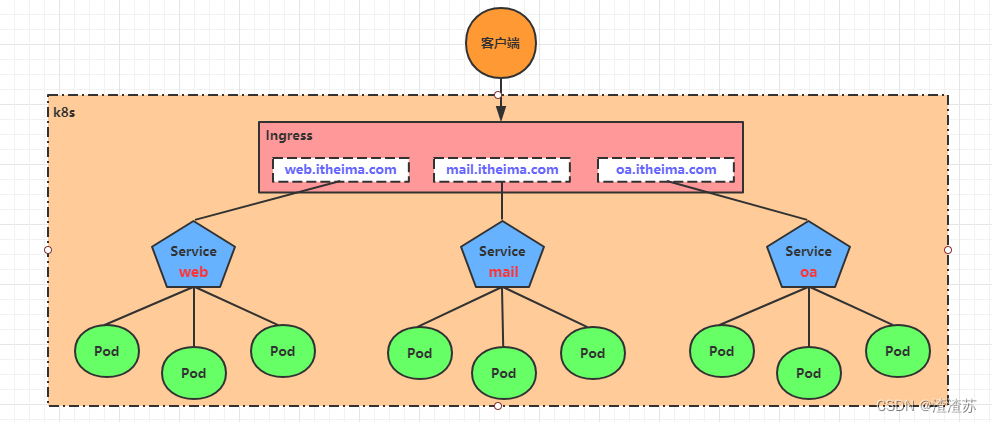 客户端
k8s
Ingress
web.itheima.com
mail.itheima.com
oa.itheima.com
Service
web
Service
mail
Service
oa
Pod
Pod
Pod
Pod
Pod
Pod
Pod
Pod
Pod
CSDN @渣渣苏